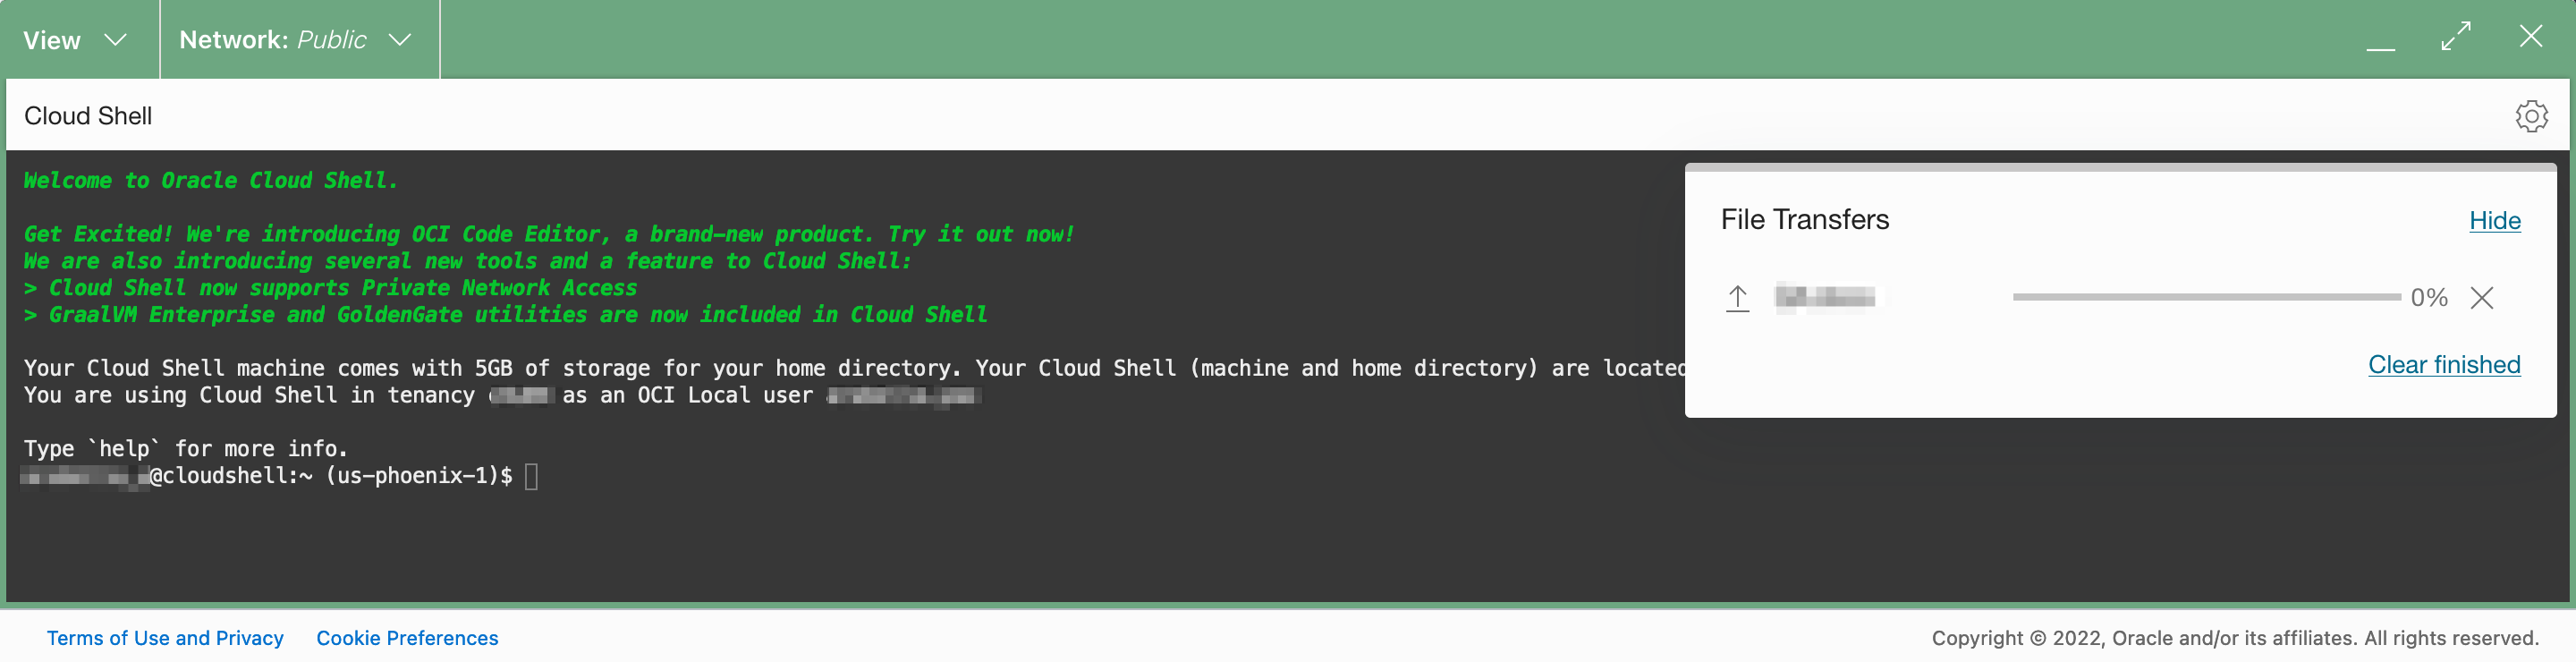 View
Network: Public
Cloud Shell
Welcome to Oracle Cloud Shell.
Get Excited! We're introducing OCI Code Editor, a brand-new product. Try it out now!
We are also introducing several new tools and a feature to Cloud Shell:
> Cloud Shell now supports Private Network Access
> GraalVM Enterprise and GoldenGate utilities are now included in Cloud Shell
Your Cloud Shell machine comes with 5GB of storage for your home directory. Your Cloud Shell (machine and home directory) are located
You are using Cloud Shell in tenancy as an OCI Local user
Type `help` for more info.
@cloudshell:~ (us-phoenix-1)$
File Transfers
Hide
0%
Clear finished
Terms of Use and Privacy
Cookie Preferences
Copyright © 2022, Oracle and/or its affiliates. All rights reserved.